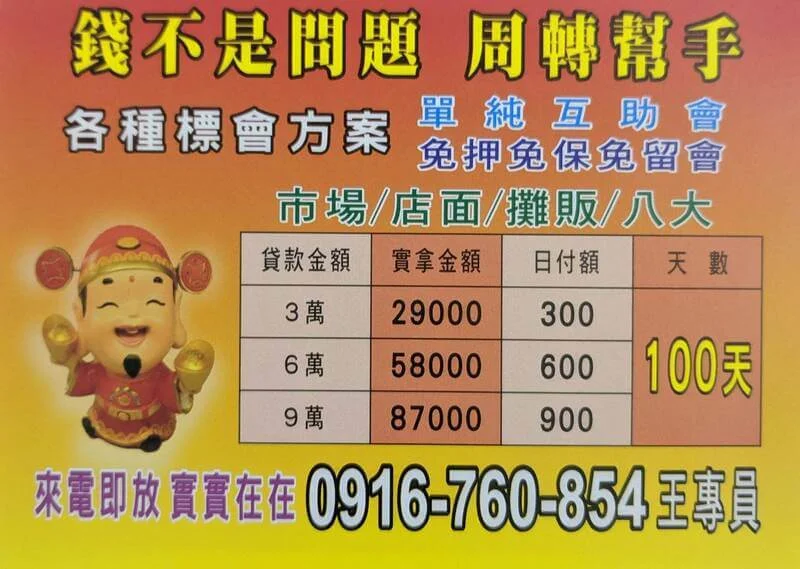 錢不是問題 周轉幫手
各種標會方案
單純互助會
免押免保免留會
市場/店面/攤販/八大
貸款金額 實拿金額 日付額 天數
3萬 29000 300
6萬 58000 600
9萬 87000 900
100天
來電即放 實實在在 0916-760-854 王專員